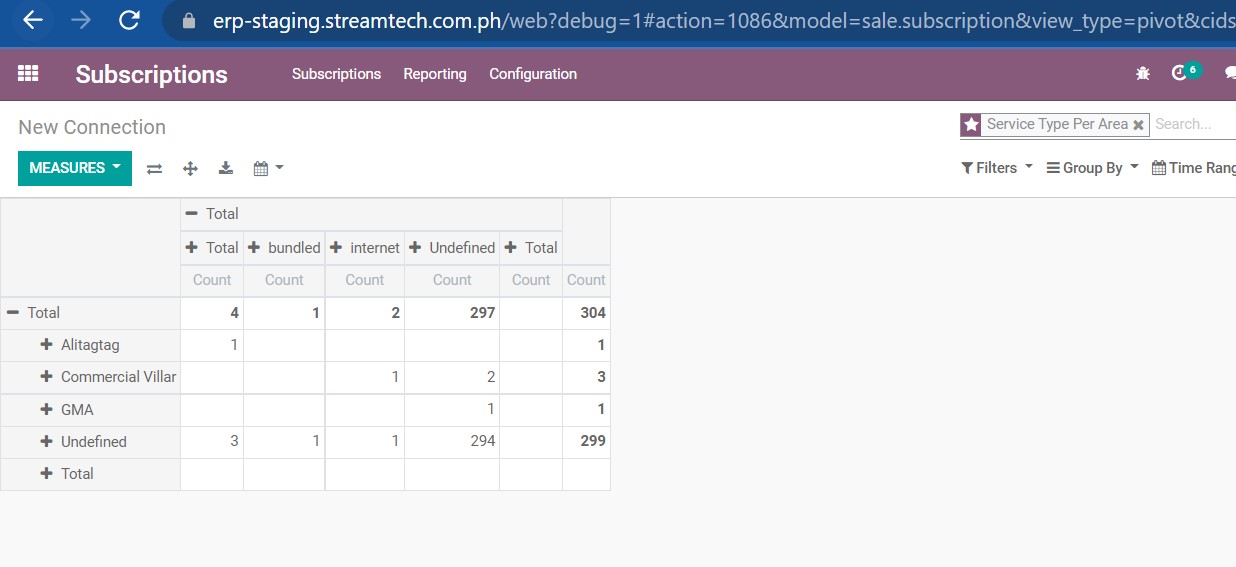 erp-staging.streamtech.com.ph/web?debug=1#action=1086&model=sale.subscription&view_type=pivot&cids
Subscriptions Subscriptions Reporting Configuration 6
New Connection Service Type Per Area Search...
MEASURES Filters Group By Time Rang
Total
Total bundled internet Undefined Total
Count Count Count Count Count Count
Total 4 1 2 297 304
Alitagtag 1 1
Commercial Villar 1 2 3
GMA 1 1
Undefined 3 1 1 294 299
Total